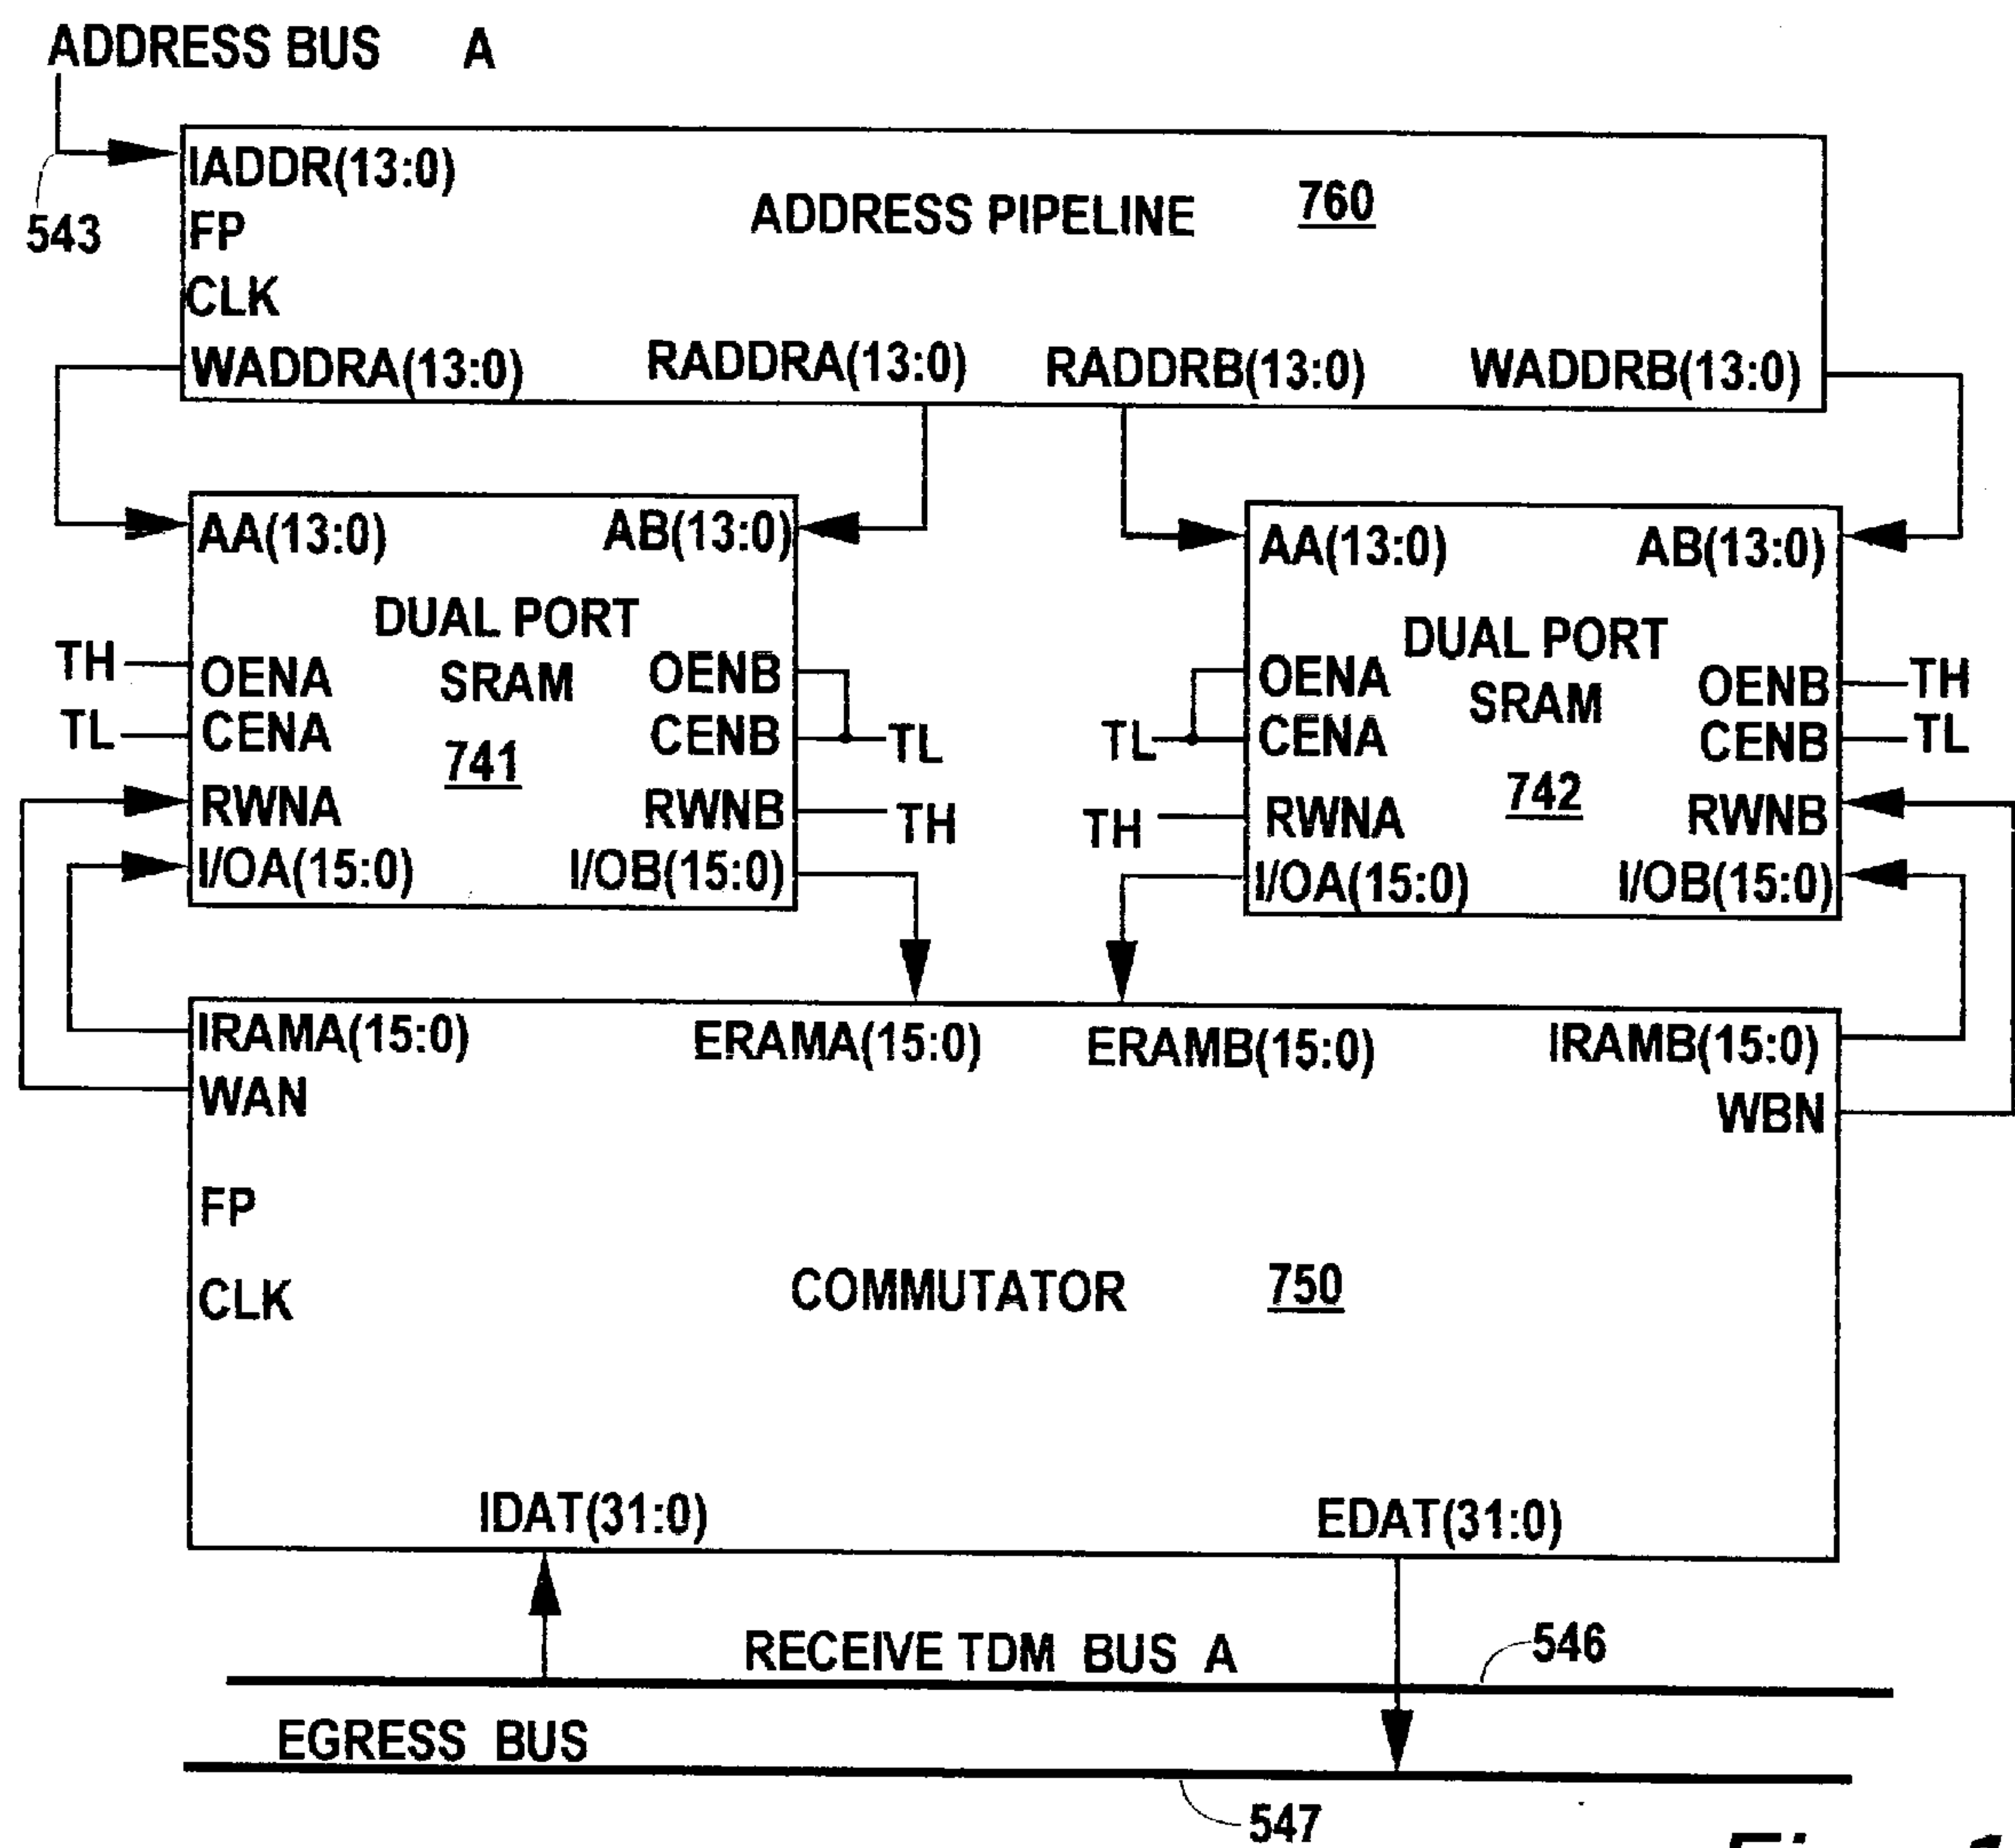 ADDRESS BUS A
543
IADDR(13:0)
FP
CLK
ADDRESS PIPELINE 760
WADDRA(13:0) RADDRA(13:0) RADDRB(13:0) WADDRB(13:0)
AA(13:0) AB(13:0)
DUAL PORT
SRAM
741
TH OENA
TL CENA
RWNA
I/OA(15:0)
OENB
CENB TL
RWNB TH
I/OB(15:0)
AA(13:0) AB(13:0)
DUAL PORT
SRAM
742
OENA
TL CENA
TH RWNA
I/OA(15:0)
OENB TH
CENB TL
RWNB
I/OB(15:0)
IRAMA(15:0) ERAMA(15:0) ERAMB(15:0) IRAMB(15:0)
WAN WBN
FP
CLK
COMMUTATOR 750
IDAT(31:0) EDAT(31:0)
RECEIVE TDM BUS A 546
EGRESS BUS
547